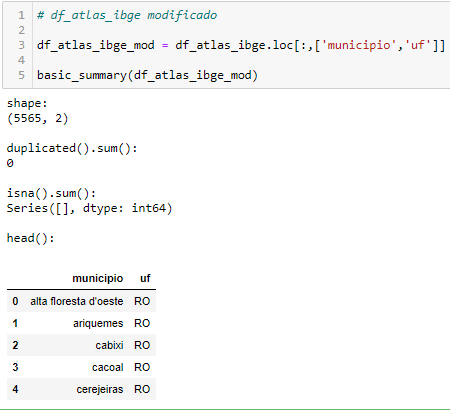 1 # df_atlas_ibge modificado
2
3 df_atlas_ibge_mod = df_atlas_ibge.loc[:,['municipio','uf']]
4
5 basic_summary(df_atlas_ibge_mod)
shape:
(5565, 2)
duplicated().sum():
0
isna().sum():
Series([], dtype: int64)
head():
municipio uf
0 alta floresta d'oeste RO
1 ariquemes RO
2 cabixi RO
3 cacoal RO
4 cerejeiras RO